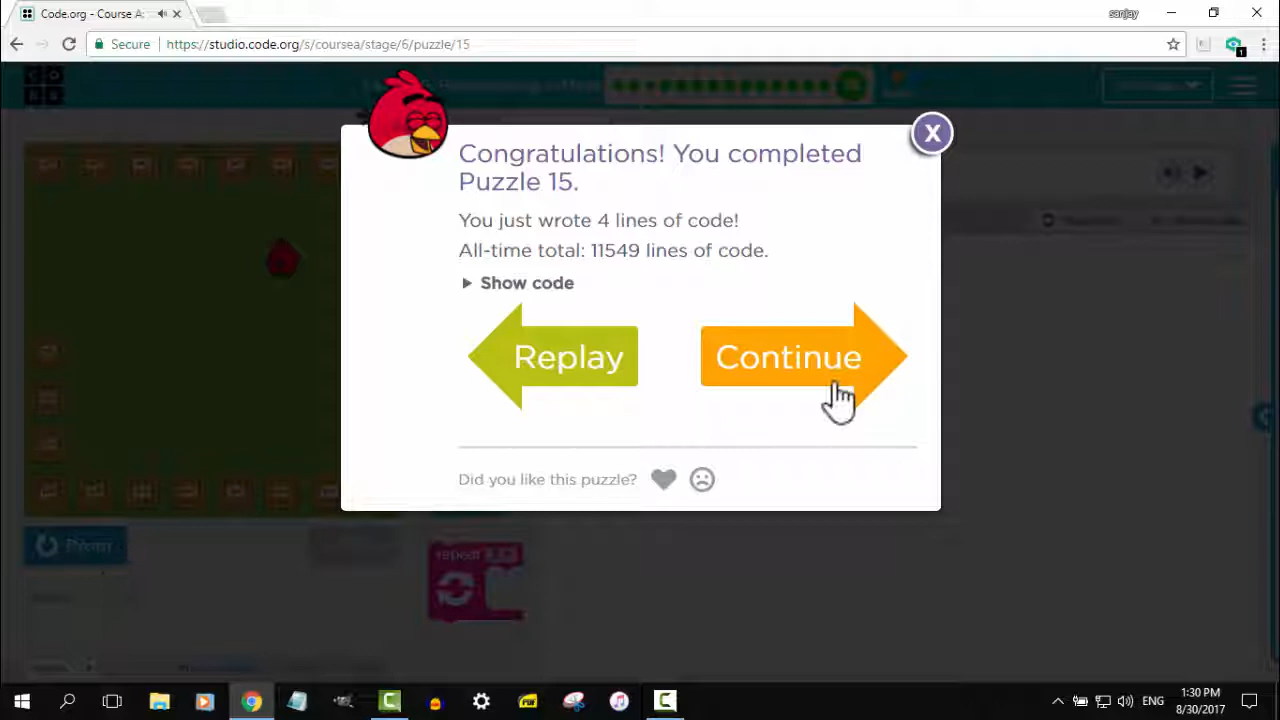 Code.org - Course A:
sanjay
Secure
https://studio.code.org/s/coursea/stage/6/puzzle/15
1
Congratulations! You completed
Puzzle 15.
X
You just wrote 4 lines of code!
All-time total: 11549 lines of code.
Show code
Replay
Continue
Did you like this puzzle?
repeat
ENG
1:30 PM
8/30/2017